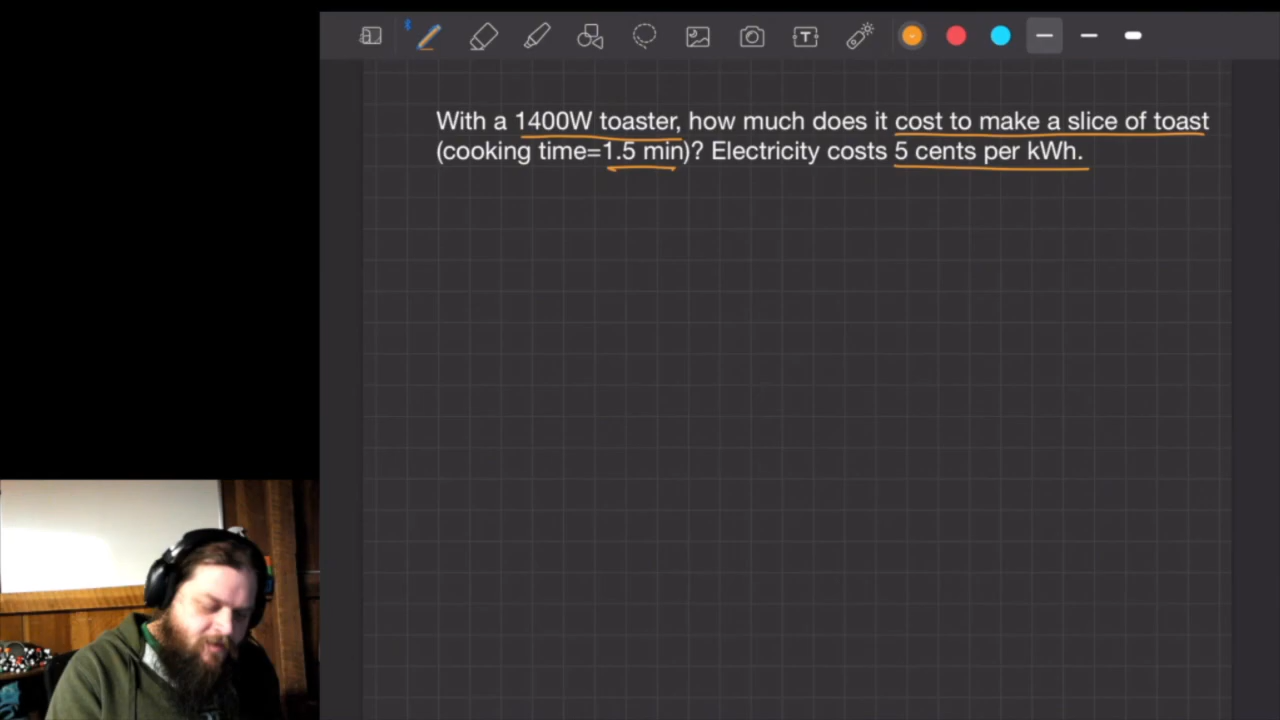 With a 1400W toaster, how much does it cost to make a slice of toast
(cooking time=1.5 min)? Electricity costs 5 cents per kWh.